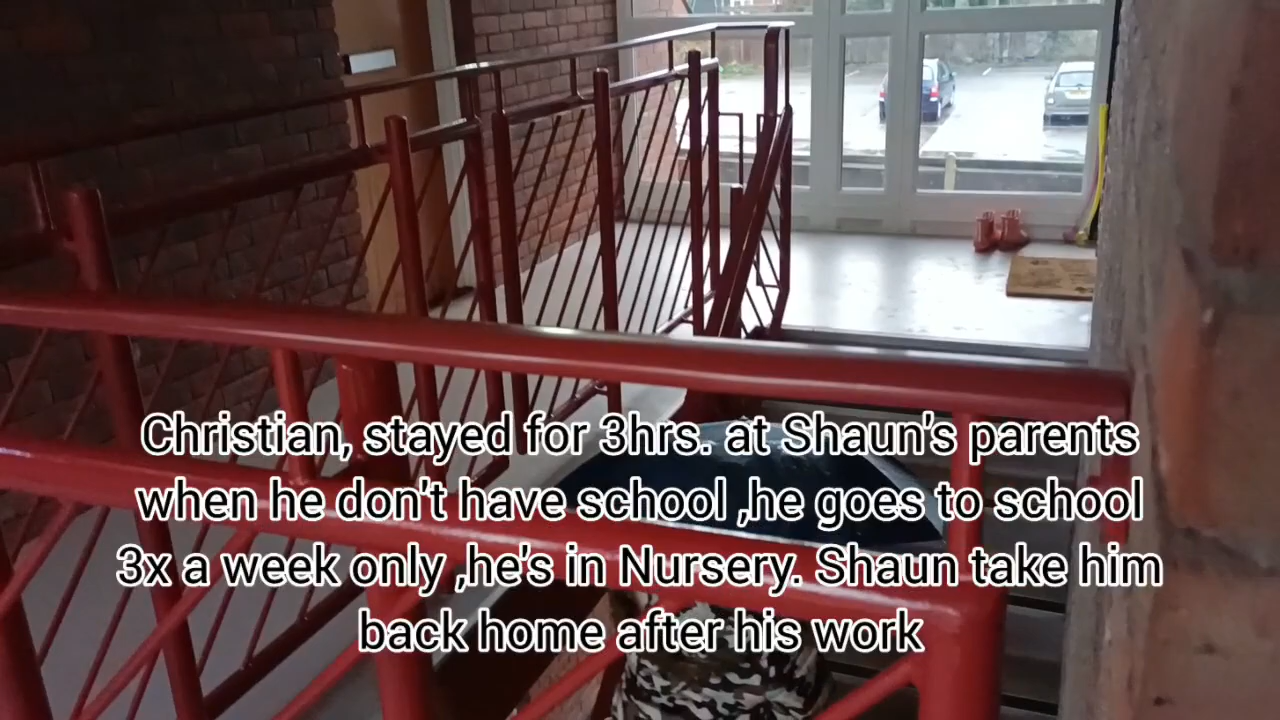 Christian, stayed for 3hrs. at Shaun's parents
when he don't have school ,he goes to school
3x a week only ,he's in Nursery. Shaun take him
back home after his work